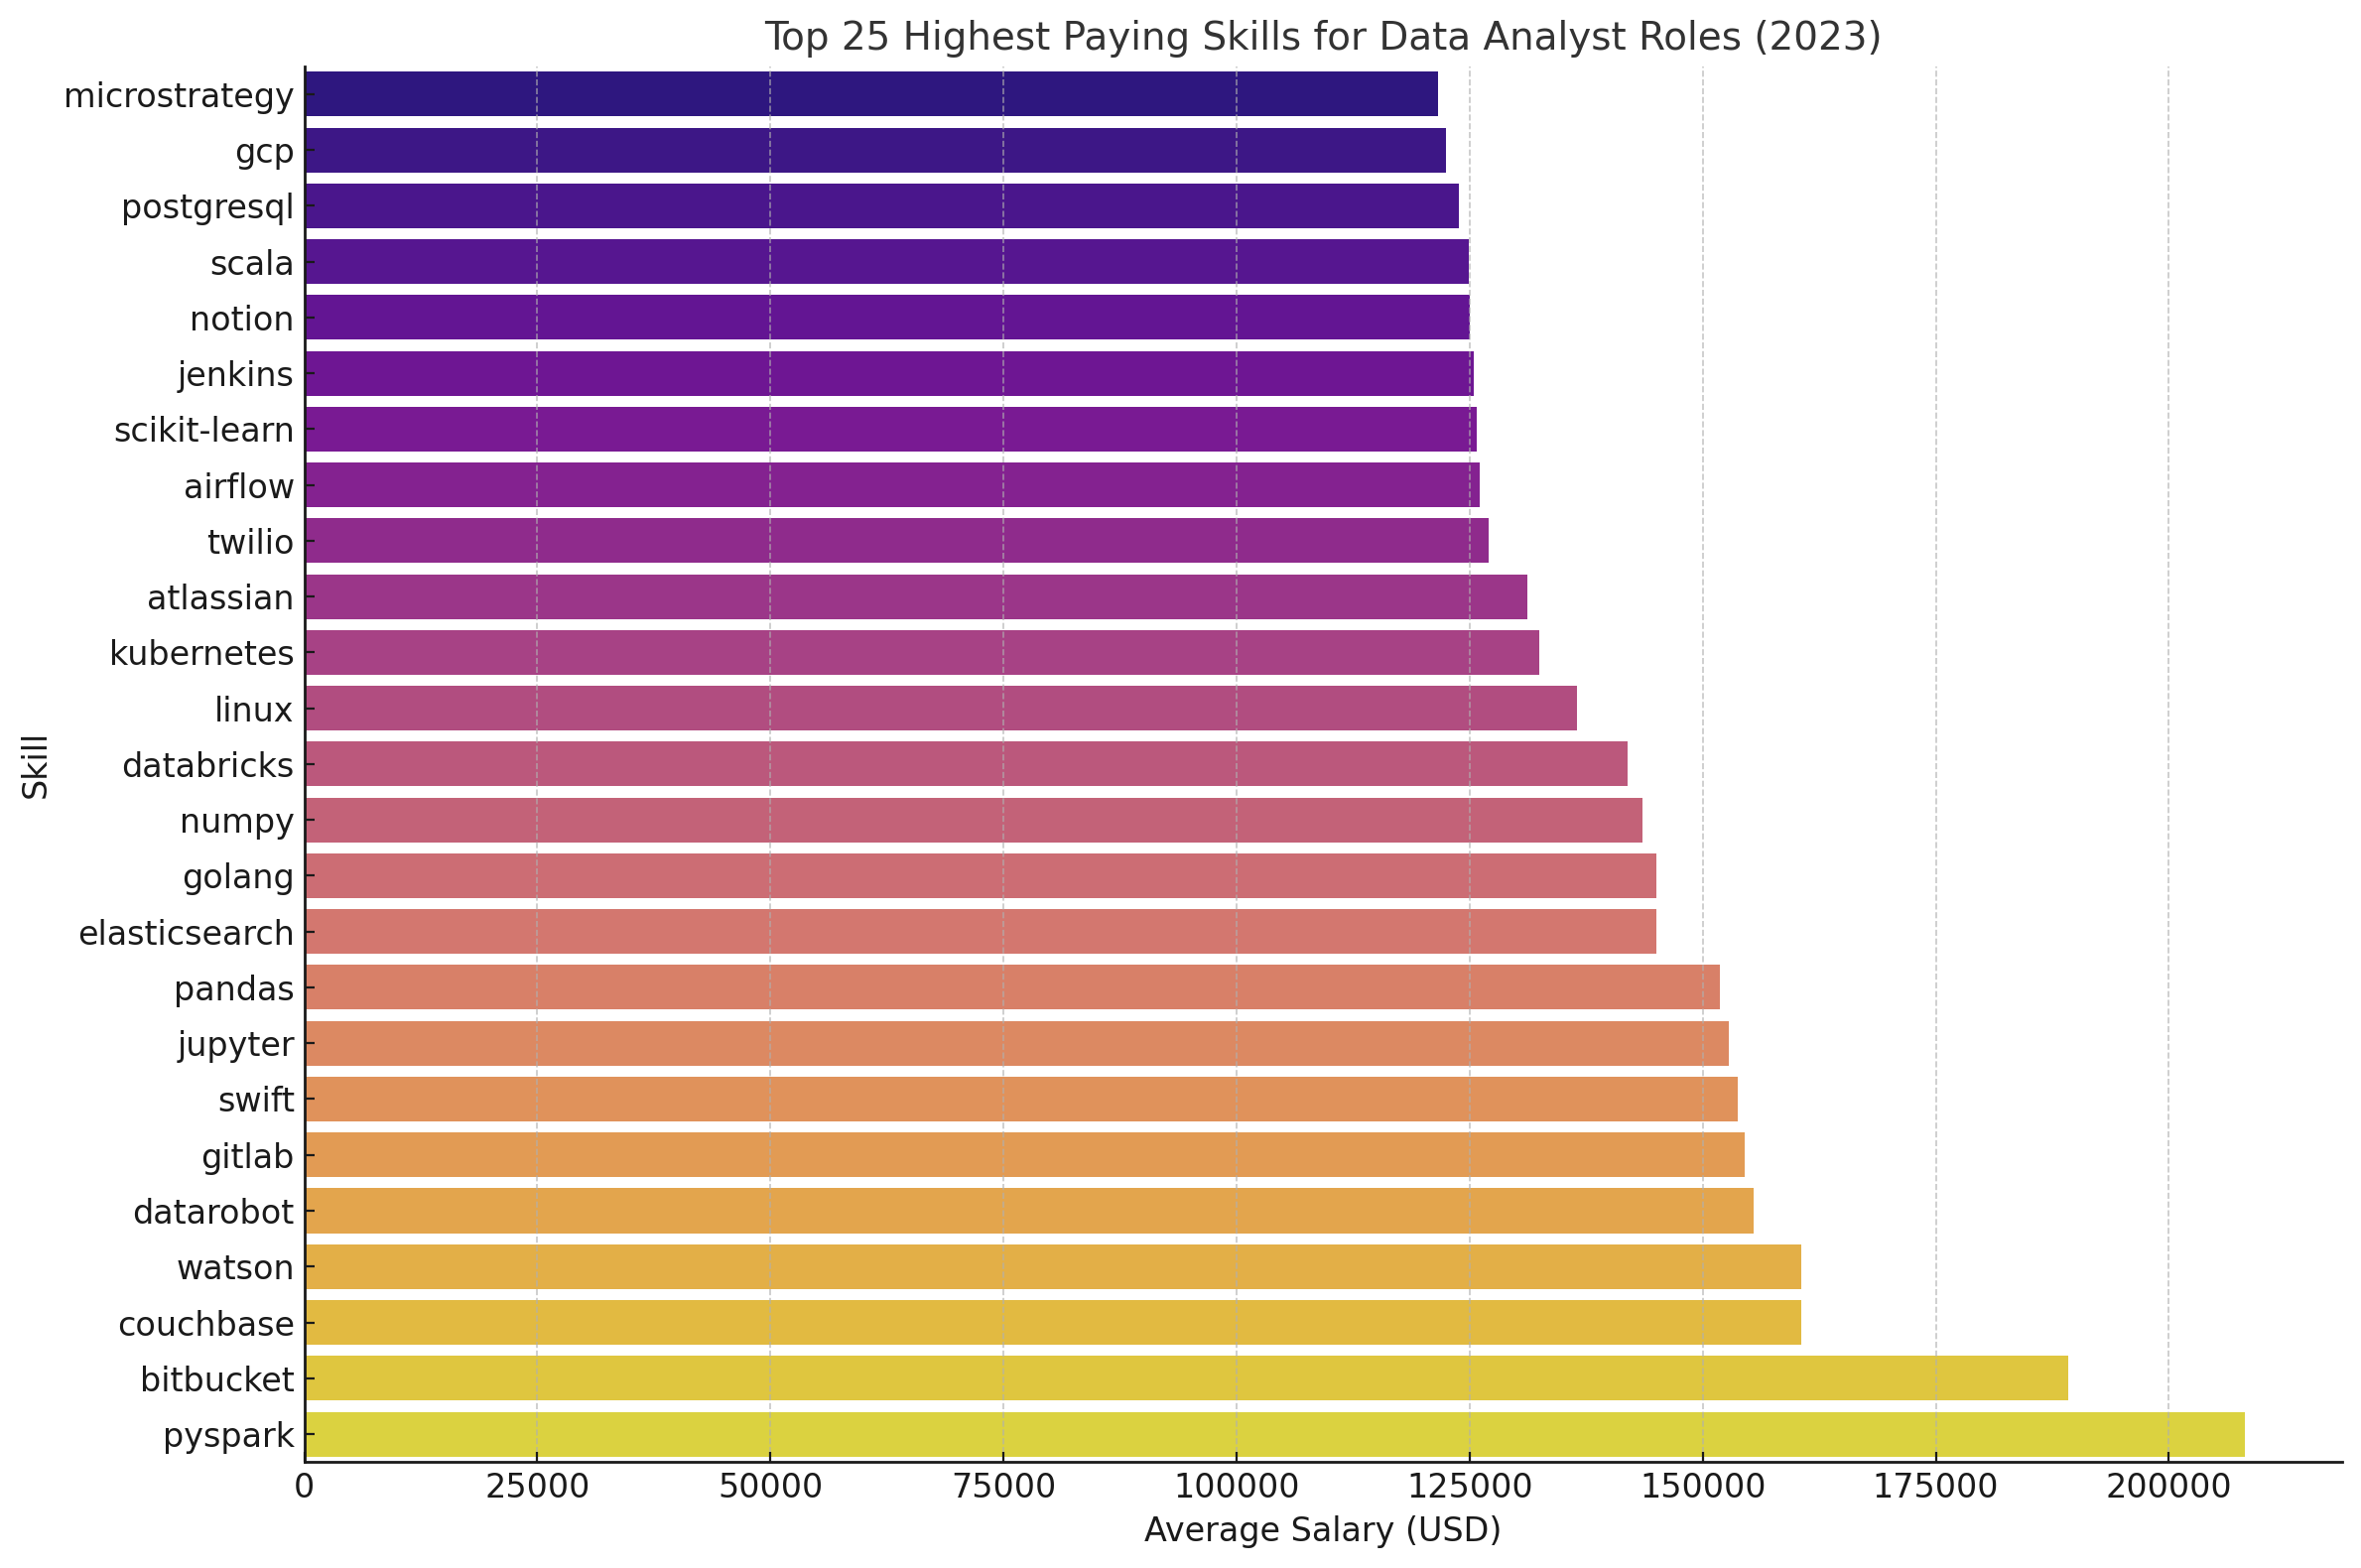 Top 25 Highest Paying Skills for Data Analyst Roles (2023)
microstrategy
gcp
postgresql
scala
notion
jenkins
scikit-learn
airflow
twilio
atlassian
kubernetes
linux
databricks
numpy
golang
elasticsearch
pandas
jupyter
swift
gitlab
datarobot
watson
couchbase
bitbucket
pyspark
Skill
0 25000 50000 75000 100000 125000 150000 175000 200000
Average Salary (USD)